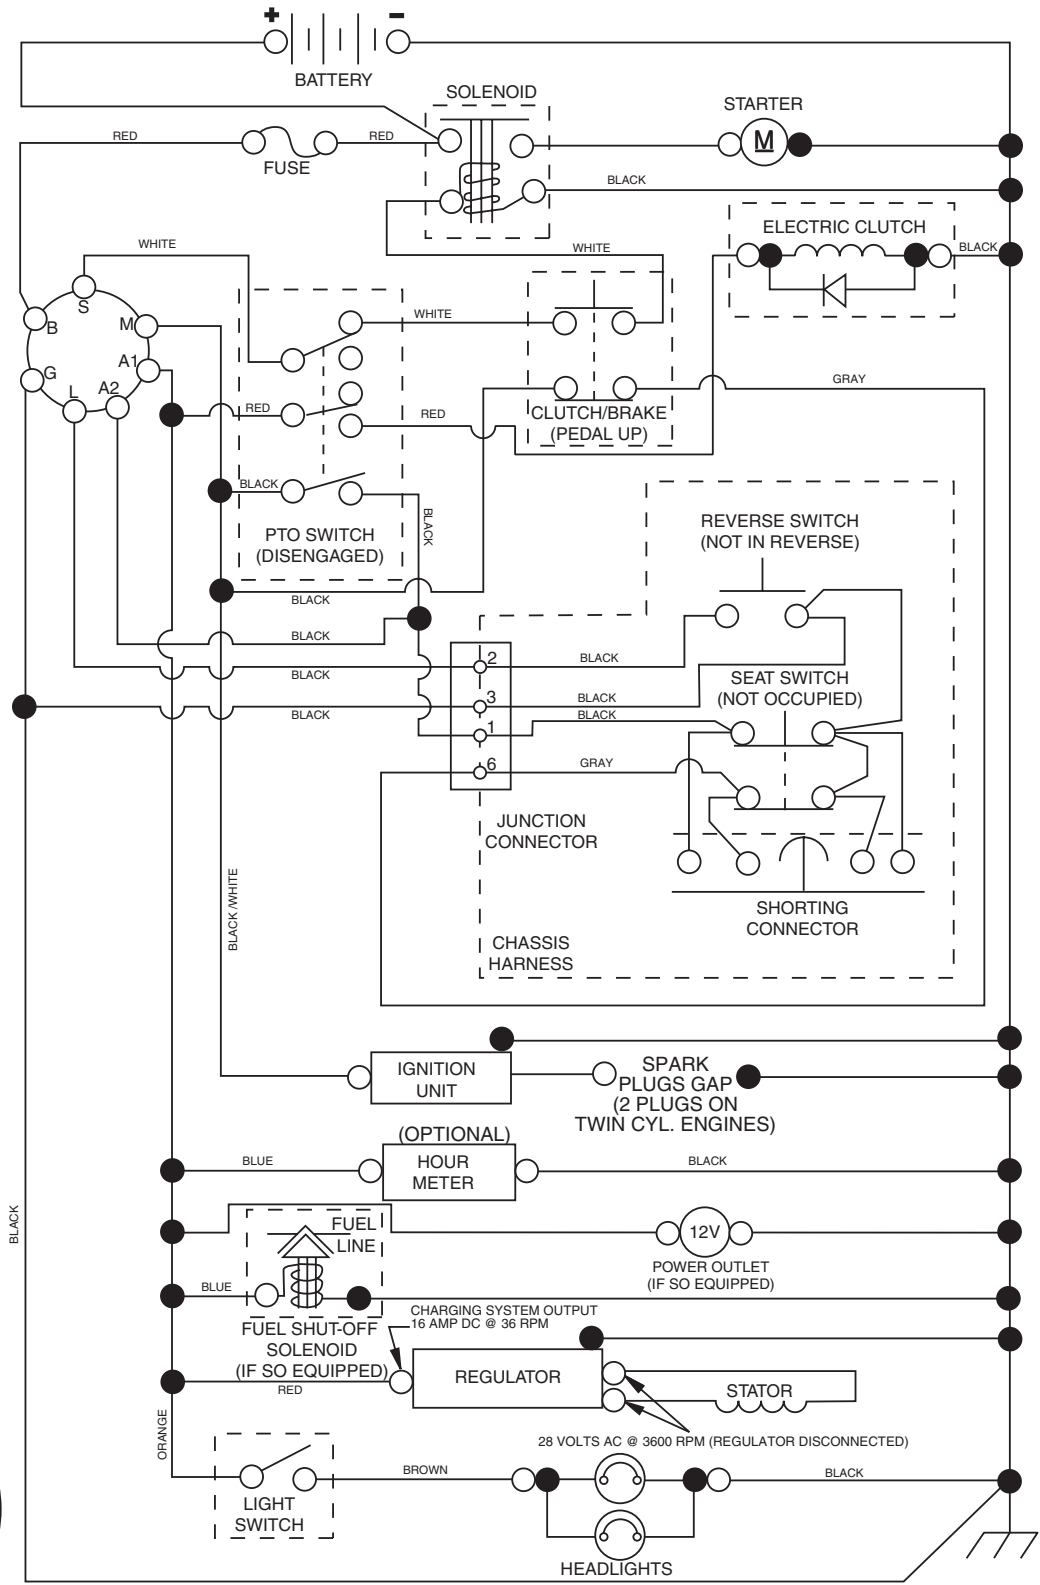 + -
BATTERY
SOLENOID
STARTER
M
RED
RED
FUSE
BLACK
ELECTRIC CLUTCH
BLACK
WHITE
WHITE
S
B
M
WHITE
A1
G
A2
L
GRAY
RED
RED
CLUTCH/BRAKE
(PEDAL UP)
BLACK
BLACK
PTO SWITCH
(DISENGAGED)
REVERSE SWITCH
(NOT IN REVERSE)
BLACK
BLACK
2
BLACK
BLACK
SEAT SWITCH
(NOT OCCUPIED)
3
BLACK
BLACK
BLACK
1
6
GRAY
JUNCTION
CONNECTOR
BLACK /WHITE
SHORTING
CONNECTOR
CHASSIS
HARNESS
IGNITION
UNIT
SPARK
PLUGS GAP
(2 PLUGS ON
TWIN CYL. ENGINES)
(OPTIONAL)
BLUE
HOUR
METER
BLACK
BLACK
FUEL
LINE
12V
POWER OUTLET
(IF SO EQUIPPED)
BLUE
CHARGING SYSTEM OUTPUT
16 AMP DC @ 36 RPM
FUEL SHUT-OFF
SOLENOID
(IF SO EQUIPPED)
RED
REGULATOR
STATOR
ORANGE
28 VOLTS AC @ 3600 RPM (REGULATOR DISCONNECTED)
BROWN
BLACK
LIGHT
SWITCH
HEADLIGHTS